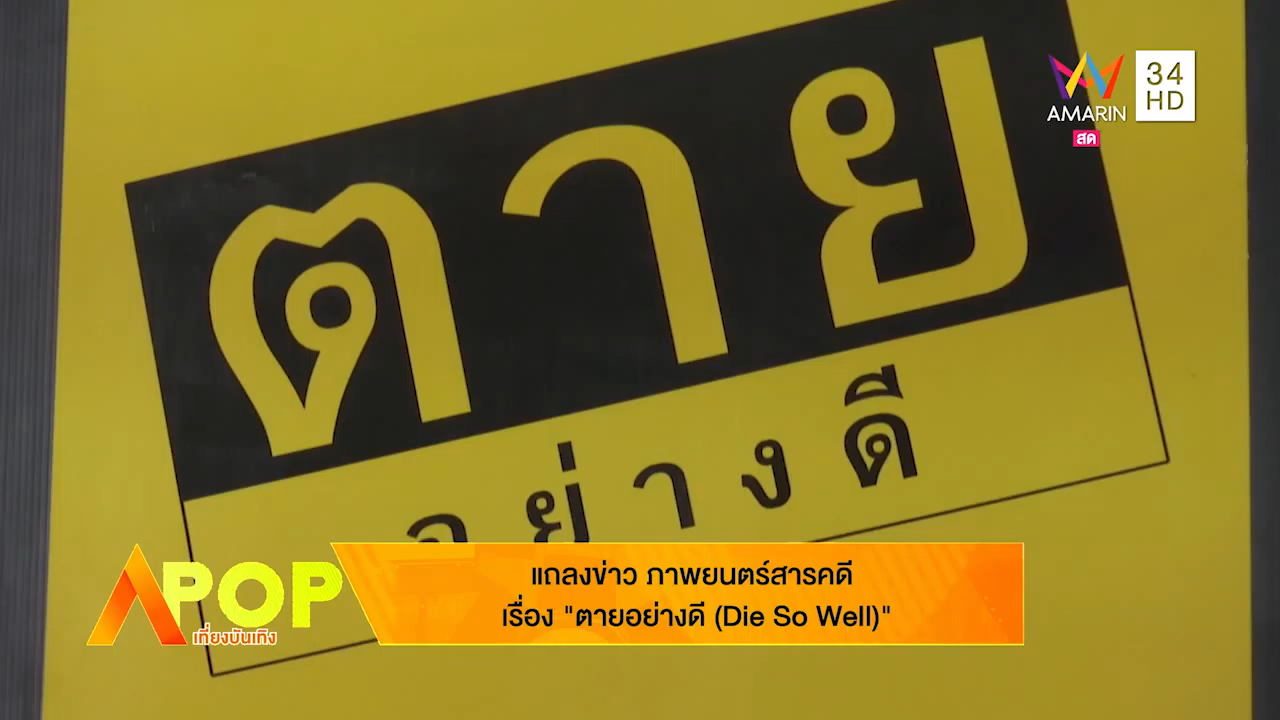 ตาย
อย่างดี
AMARIN
34
HD
สด
POP
เที่ยงบันเทิง
แถลงข่าว ภาพยนตร์สารคดี
เรื่อง "ตายอย่างดี (Die So Well)"